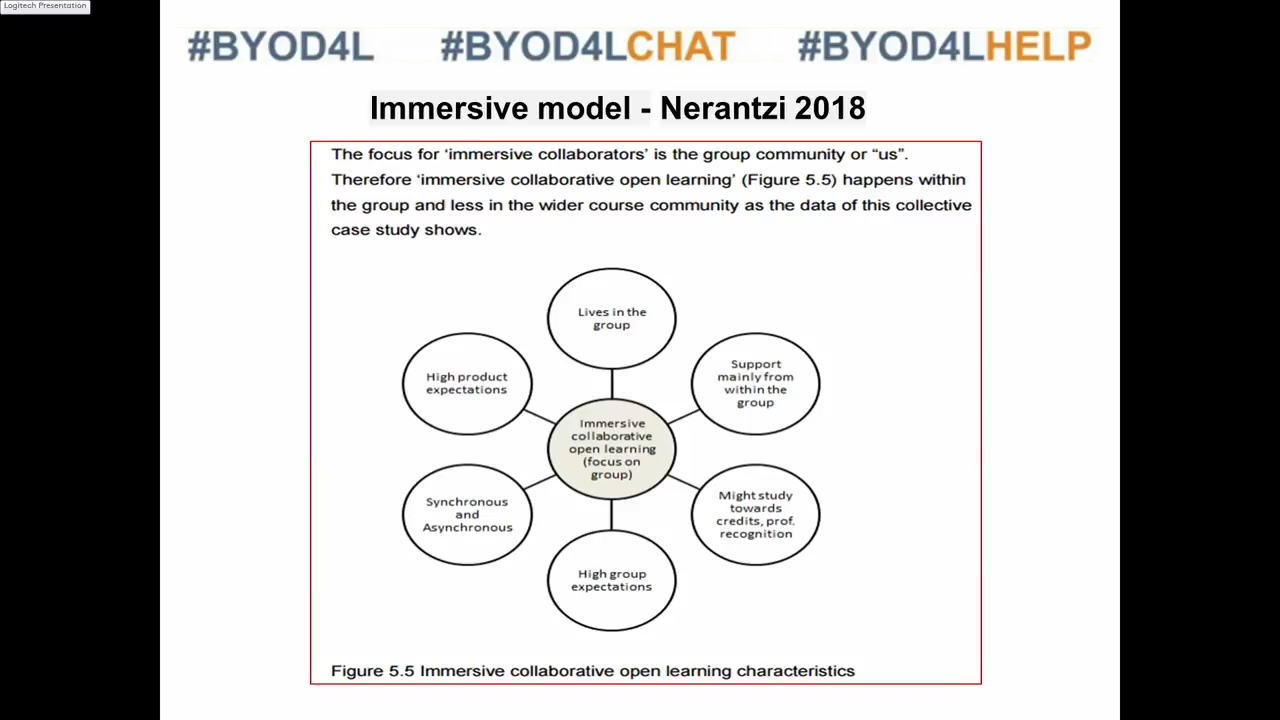 Logitech Presentation
#BYOD4L #BYOD4LCHAT #BYOD4LHELP
Immersive model - Nerantzi 2018
The focus for ‘immersive collaborators’ is the group community or “us”.
Therefore ‘immersive collaborative open learning’ (Figure 5.5) happens within
the group and less in the wider course community as the data of this collective
case study shows.
Lives in the
group
Support
mainly from
within the
group
Might study
towards
credits, prof.
recognition
High group
expectations
Synchronous
and
Asynchronous
High product
expectations
Immersive
collaborative
open learning
(focus on
group)
Figure 5.5 Immersive collaborative open learning characteristics